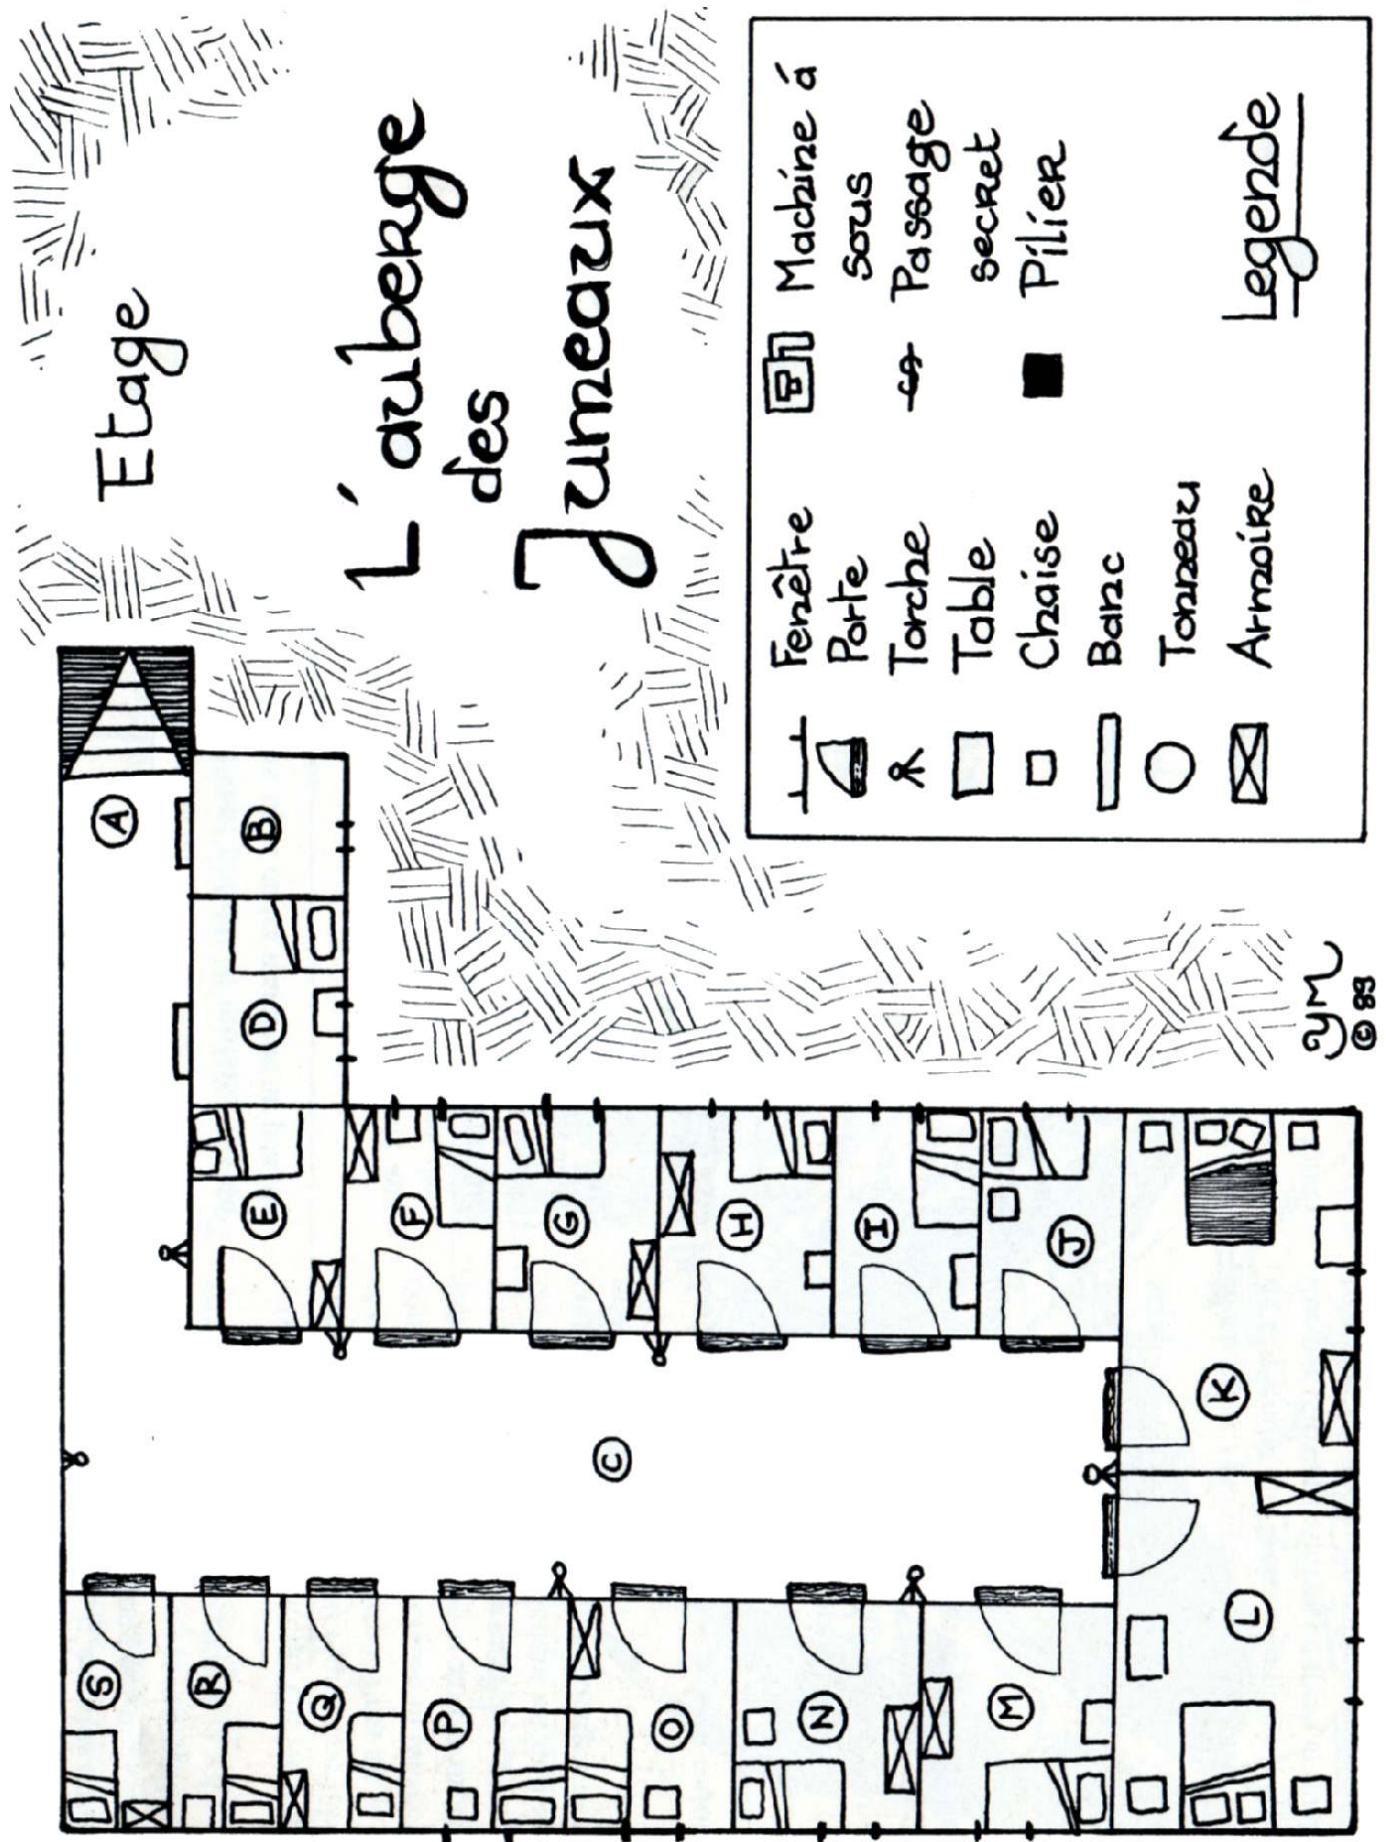 Etage
L'auberge
des
Jumeaux
A
B
C
D
E
F
G
H
I
J
K
L
M
N
O
P
Q
R
S
Fenêtre
Porte
Torche
Table
Chaise
Banc
Tonneau
Armoire
Machine á
sous
Passage
secret
Pilier
Legende
YM
© 89